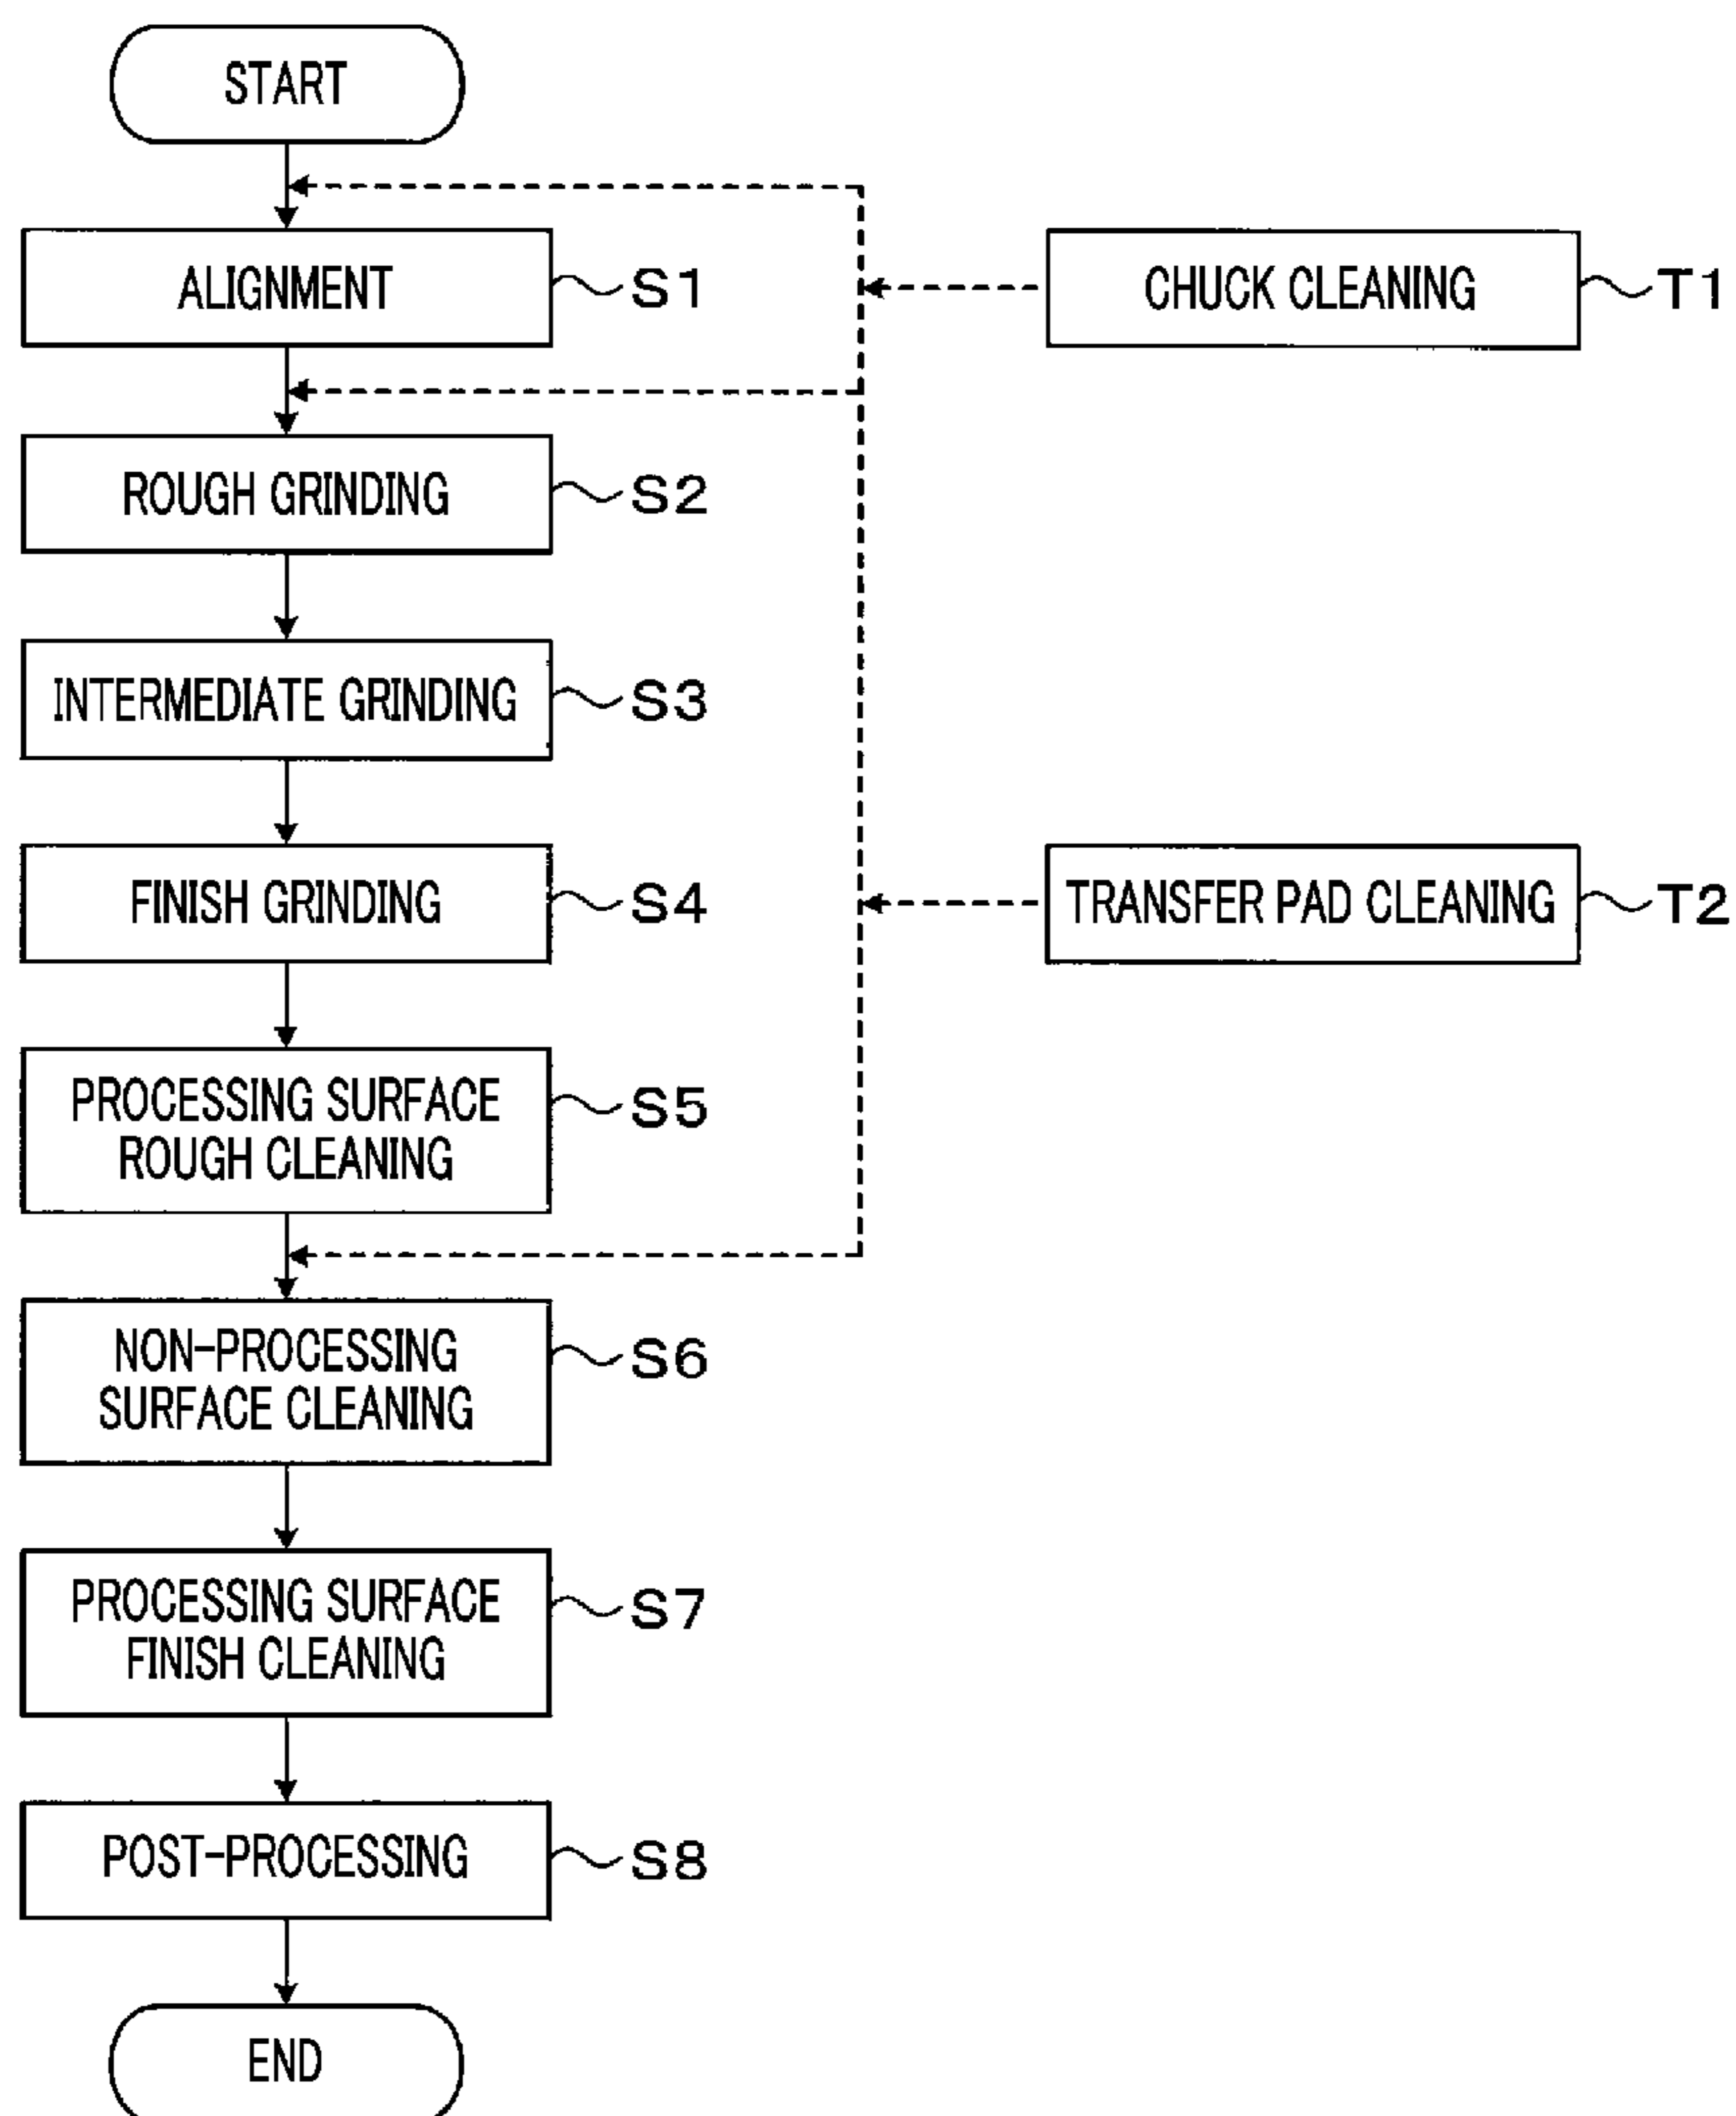 START
ALIGNMENT
S1
CHUCK CLEANING
T1
ROUGH GRINDING
S2
INTERMEDIATE GRINDING
S3
FINISH GRINDING
S4
TRANSFER PAD CLEANING
T2
PROCESSING SURFACE
ROUGH CLEANING
S5
NON-PROCESSING
SURFACE CLEANING
S6
PROCESSING SURFACE
FINISH CLEANING
S7
POST-PROCESSING
S8
END